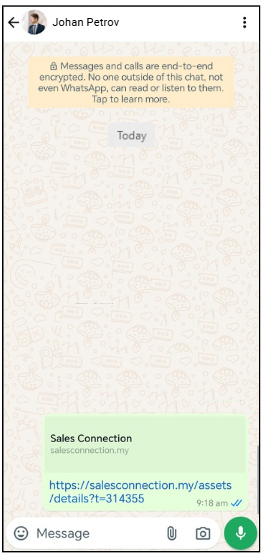 Johan Petrov
Messages and calls are end-to-end
encrypted. No one outside of this chat, not
even WhatsApp, can read or listen to them.
Tap to learn more.
Today
Sales Connection
salesconnection.my
https://salesconnection.my/assets
/details?t=314355
9:18 am
Message